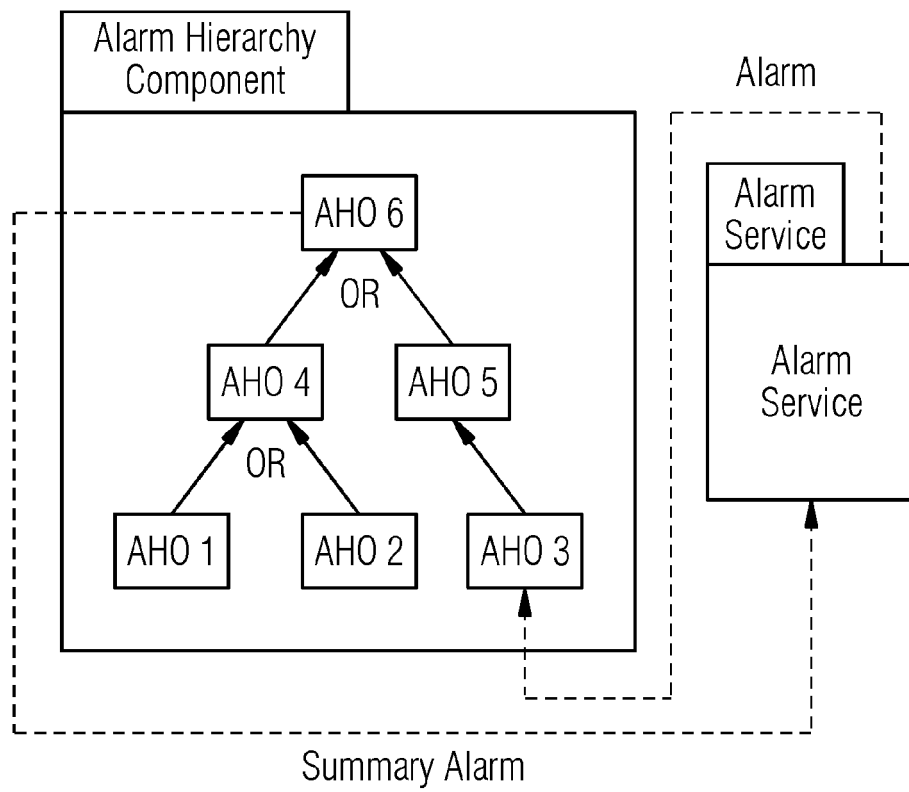 Alarm Hierarchy
Component
Alarm
AHO 6
Alarm
Service
OR
AHO 4
AHO 5
Alarm
Service
OR
AHO 1
AHO 2
AHO 3
Summary Alarm